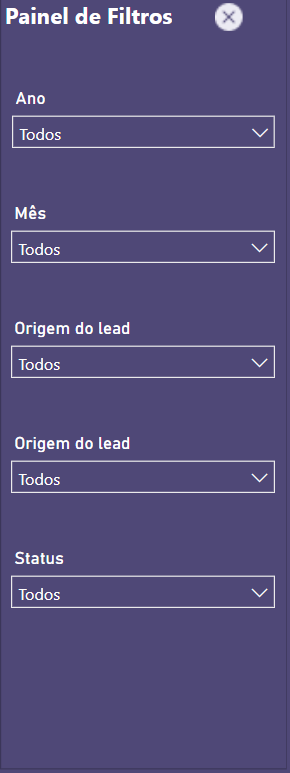 Painel de Filtros
Ano
Todos
Mês
Todos
Origem do lead
Todos
Origem do lead
Todos
Status
Todos